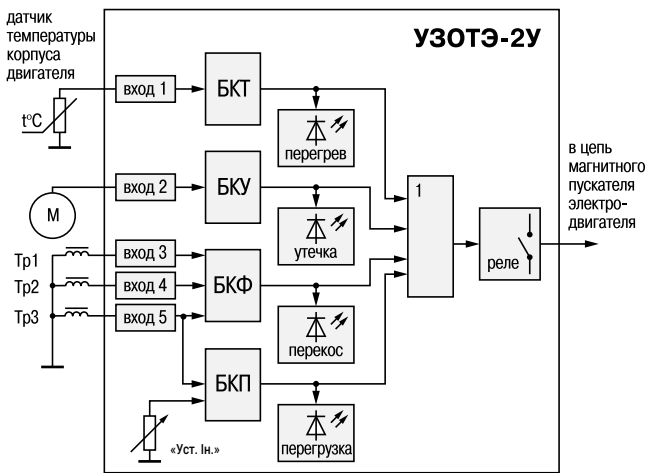 датчик
температуры
корпуса
двигателя
УЗОТЭ-2У
t°C
вход 1
БКТ
перегрев
М
вход 2
БКУ
утечка
Тр1
вход 3
Тр2
вход 4
БКФ
Тр3
вход 5
перекос
БКП
«Уст. Iн.»
перегрузка
1
реле
в цепь
магнитного
пускателя
электро-
двигателя